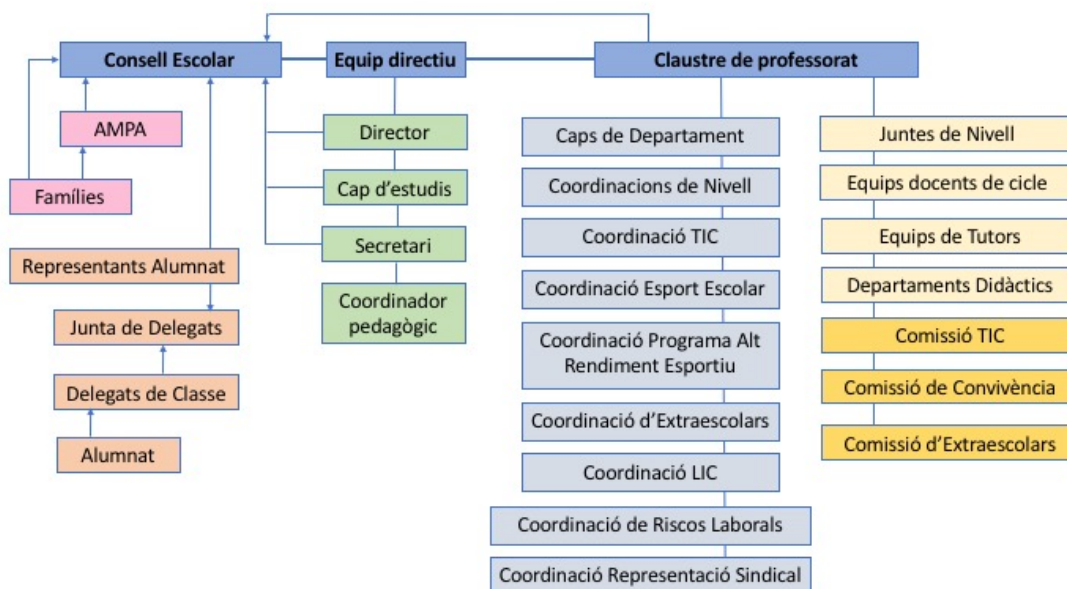 Consell Escolar
Equip directiu
Claustre de professorat
AMPA
Famílies
Representants Alumnat
Junta de Delegats
Delegats de Classe
Alumnat
Director
Cap d'estudis
Secretari
Coordinador
pedagògic
Caps de Departament
Coordinacions de Nivell
Coordinació TIC
Coordinació Esport Escolar
Coordinació Programa Alt
Rendiment Esportiu
Coordinació d'Extraescolars
Coordinació LIC
Coordinació de Riscos Laborals
Coordinació Representació Sindical
Juntes de Nivell
Equips docents de cicle
Equips de Tutors
Departaments Didàctics
Comissió TIC
Comissió de Convivència
Comissió d'Extraescolars